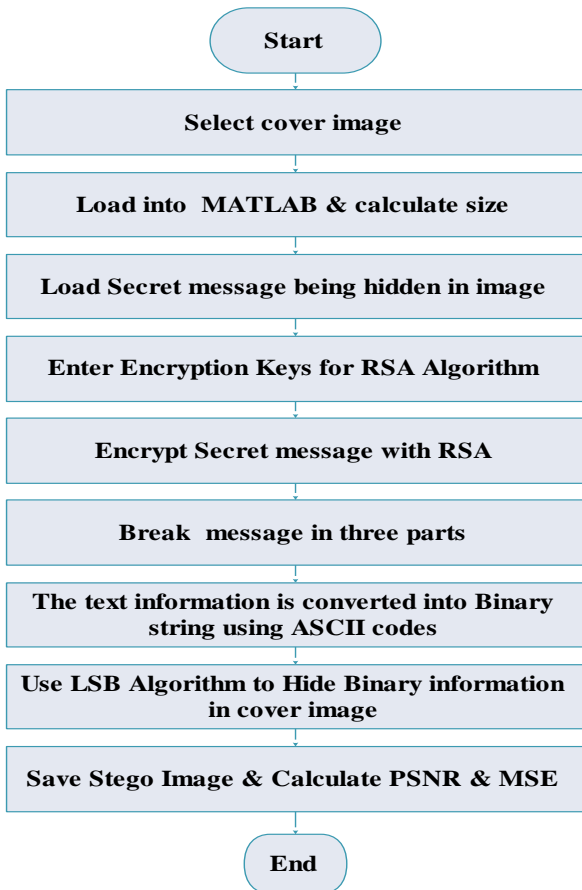 Start
Select cover image
Load into MATLAB & calculate size
Load Secret message being hidden in image
Enter Encryption Keys for RSA Algorithm
Encrypt Secret message with RSA
Break message in three parts
The text information is converted into Binary
string using ASCII codes
Use LSB Algorithm to Hide Binary information
in cover image
Save Stego Image & Calculate PSNR & MSE
End